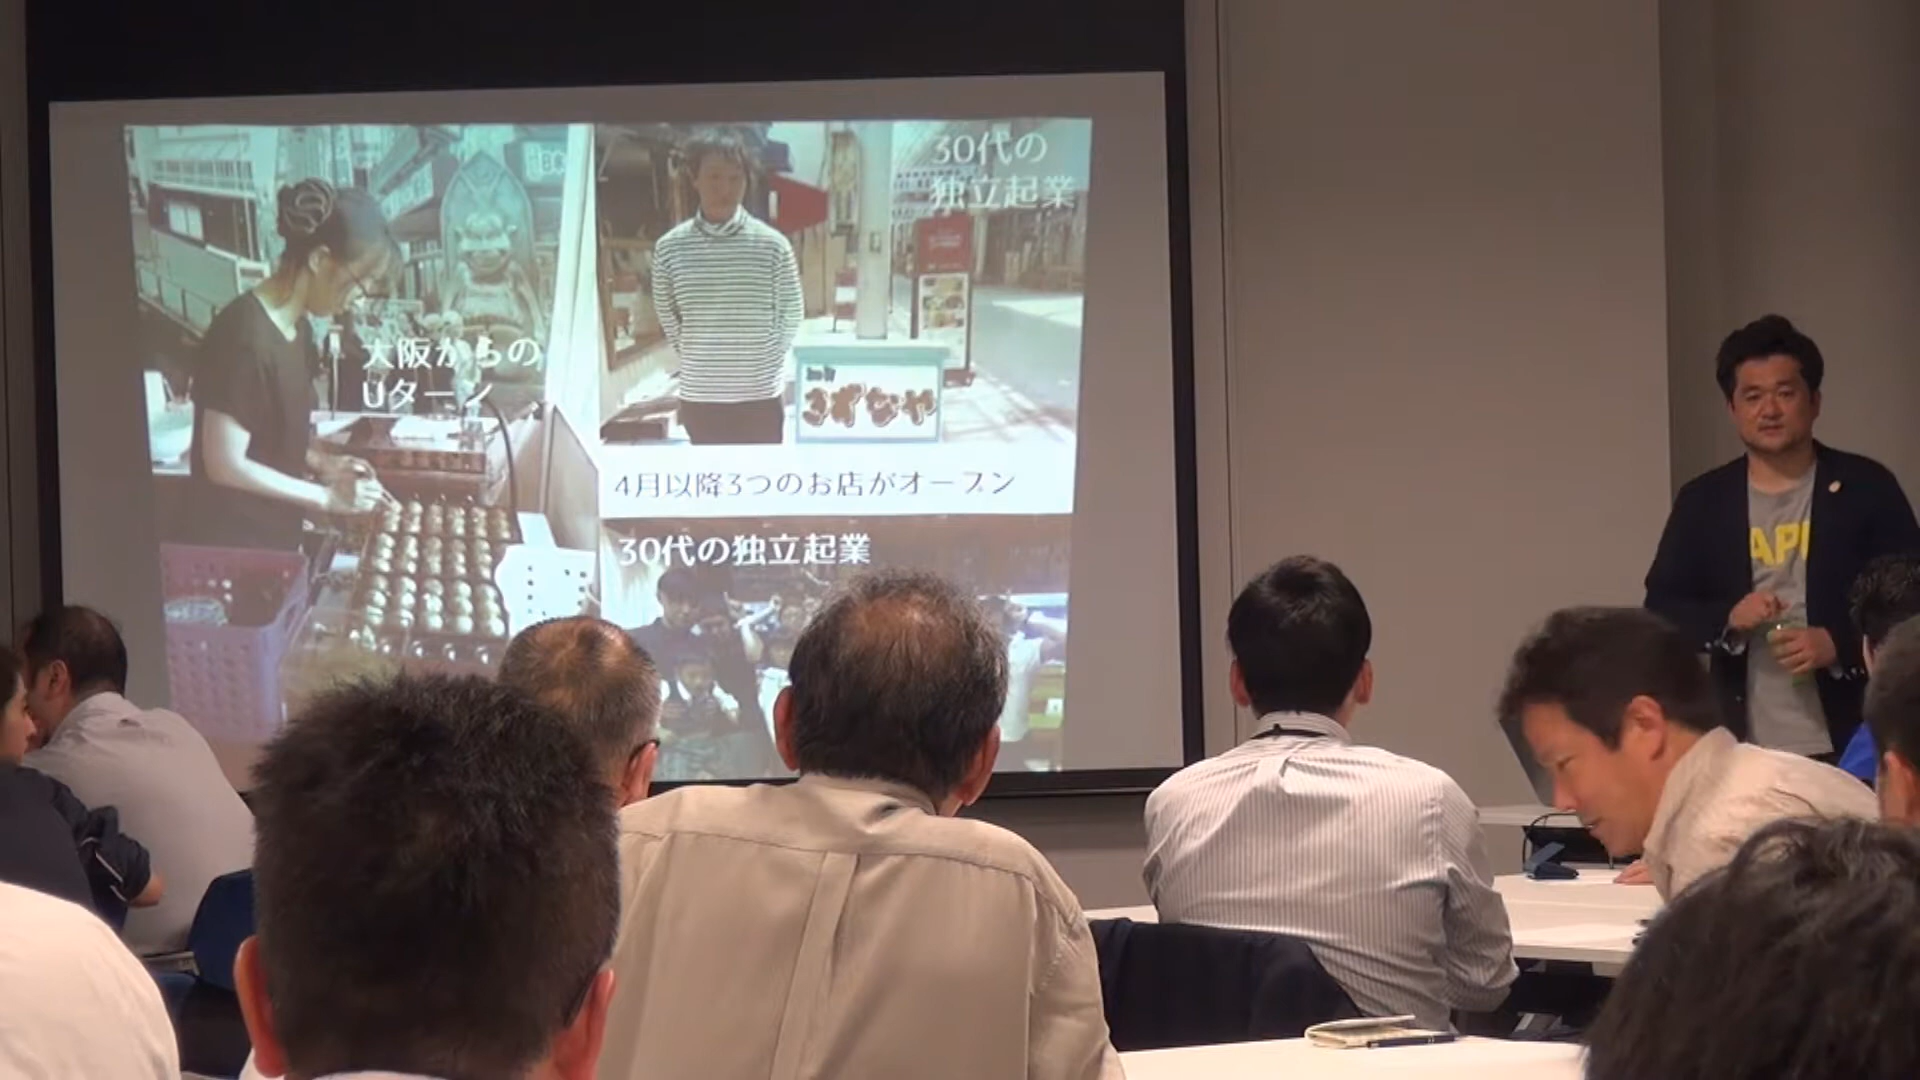 30代の
独立起業
大阪からの
Uターン
4月以降3つのお店がオープン
30代の独立起業